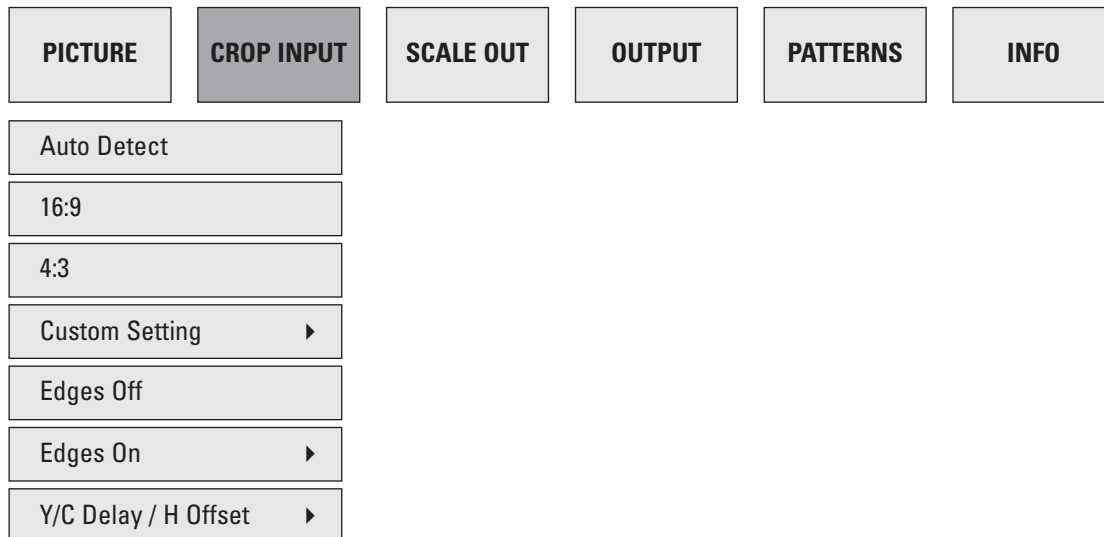 PICTURE CROP INPUT SCALE OUT OUTPUT PATTERNS INFO
Auto Detect
16:9
4:3
Custom Setting
Edges Off
Edges On
Y/C Delay / H Offset